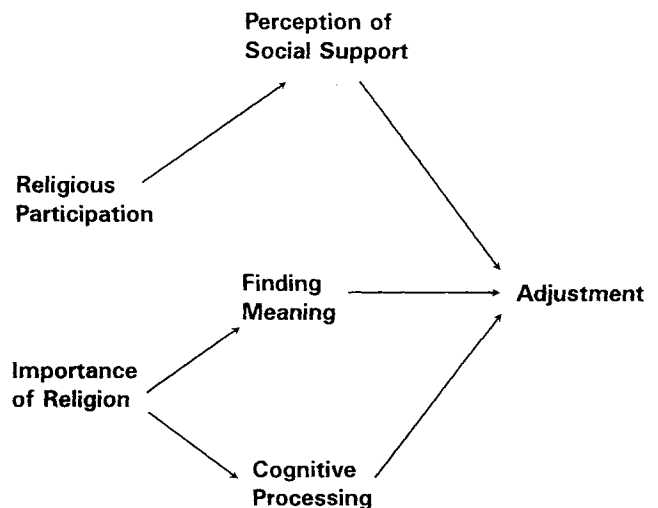 Perception of
Social Support
Religious
Participation
Finding
Meaning
Adjustment
Importance
of Religion
Cognitive
Processing